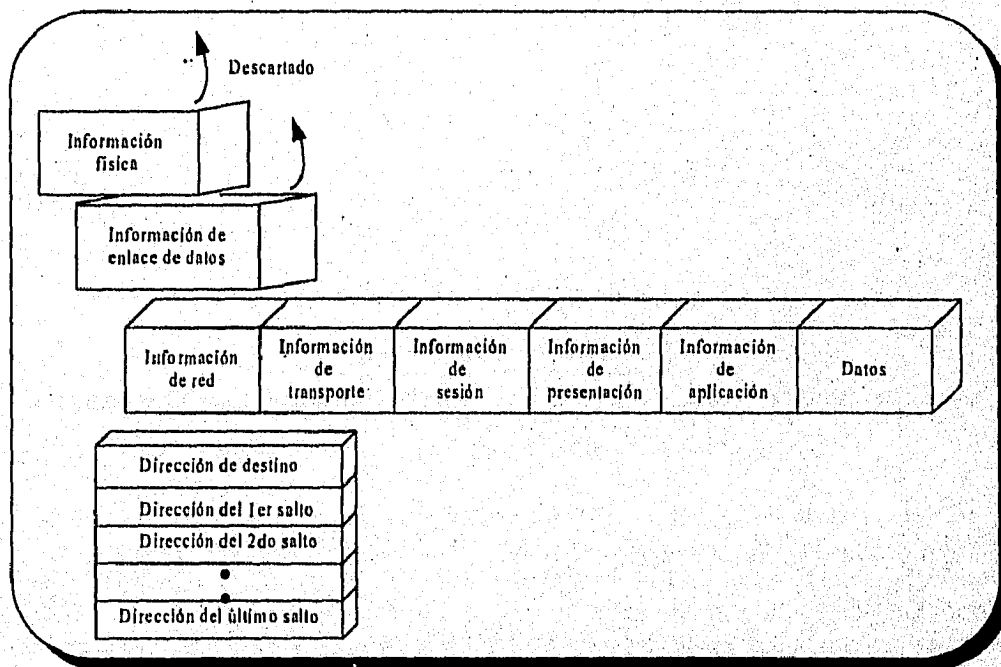 Descartado
Información
física
Información de
enlace de datos
Información
de red
Información
de
transporte
Información
de
sesión
Información
de
presentación
Información
de
aplicación
Datos
Dirección de destino
Dirección del 1er salto
Dirección del 2do salto
Dirección del último salto